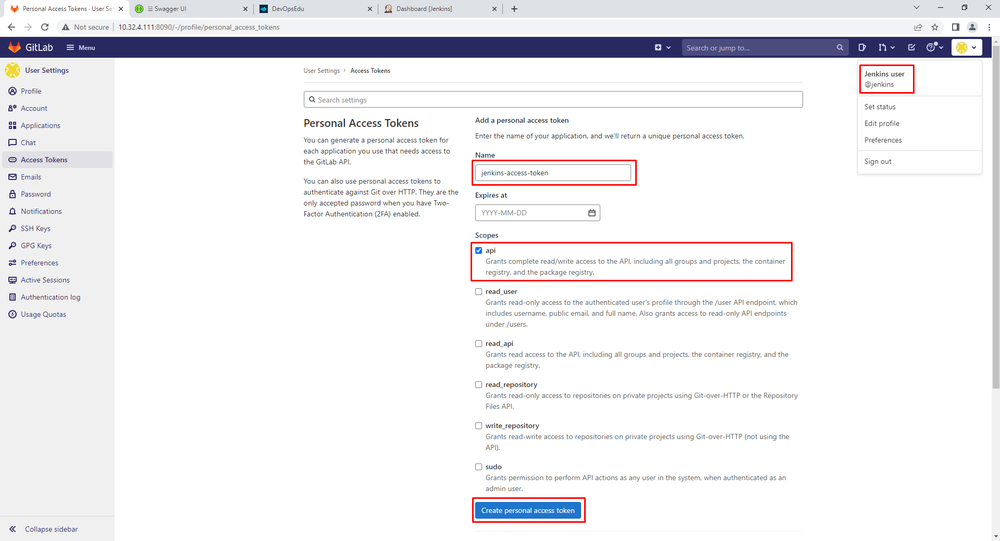 Personal Access Tokens · User Set
Swagger UI
DevOpsEdu
Dashboard [Jenkins]
Not secure
10.32.4.111:8090/-/profile/personal_access_tokens
GitLab
Menu
Search or jump to...
User Settings
Profile
Account
Applications
Chat
Access Tokens
Emails
Password
Notifications
SSH Keys
GPG Keys
Preferences
Active Sessions
Authentication log
Usage Quotas
Collapse sidebar
User Settings › Access Tokens
Search settings
Personal Access Tokens
You can generate a personal access token for
each application you use that needs access to
the GitLab API.
You can also use personal access tokens to
authenticate against Git over HTTP. They are the
only accepted password when you have Two-
Factor Authentication (2FA) enabled.
Add a personal access token
Enter the name of your application, and we'll return a unique personal access token.
Name
jenkins-access-token
Expires at
YYYY-MM-DD
Scopes
api
Grants complete read/write access to the API, including all groups and projects, the container
registry, and the package registry.
read_user
Grants read-only access to the authenticated user's profile through the /user API endpoint, which
includes username, public email, and full name. Also grants access to read-only API endpoints
under /users.
read_api
Grants read access to the API, including all groups and projects, the container registry, and the
package registry.
read_repository
Grants read-only access to repositories on private projects using Git-over-HTTP or the Repository
Files API.
write_repository
Grants read-write access to repositories on private projects using Git-over-HTTP (not using the
API).
sudo
Grants permission to perform API actions as any user in the system, when authenticated as an
admin user.
Create personal access token
Jenkins user
@jenkins
Set status
Edit profile
Preferences
Sign out